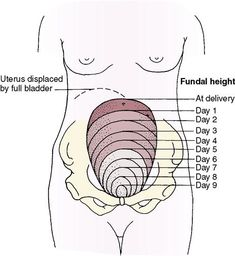 Uterus displaced
by full bladder
Fundal height
At delivery
Day 1
Day 2
Day 3
Day 4
Day 5
Day 6
Day 7
Day 8
Day 9